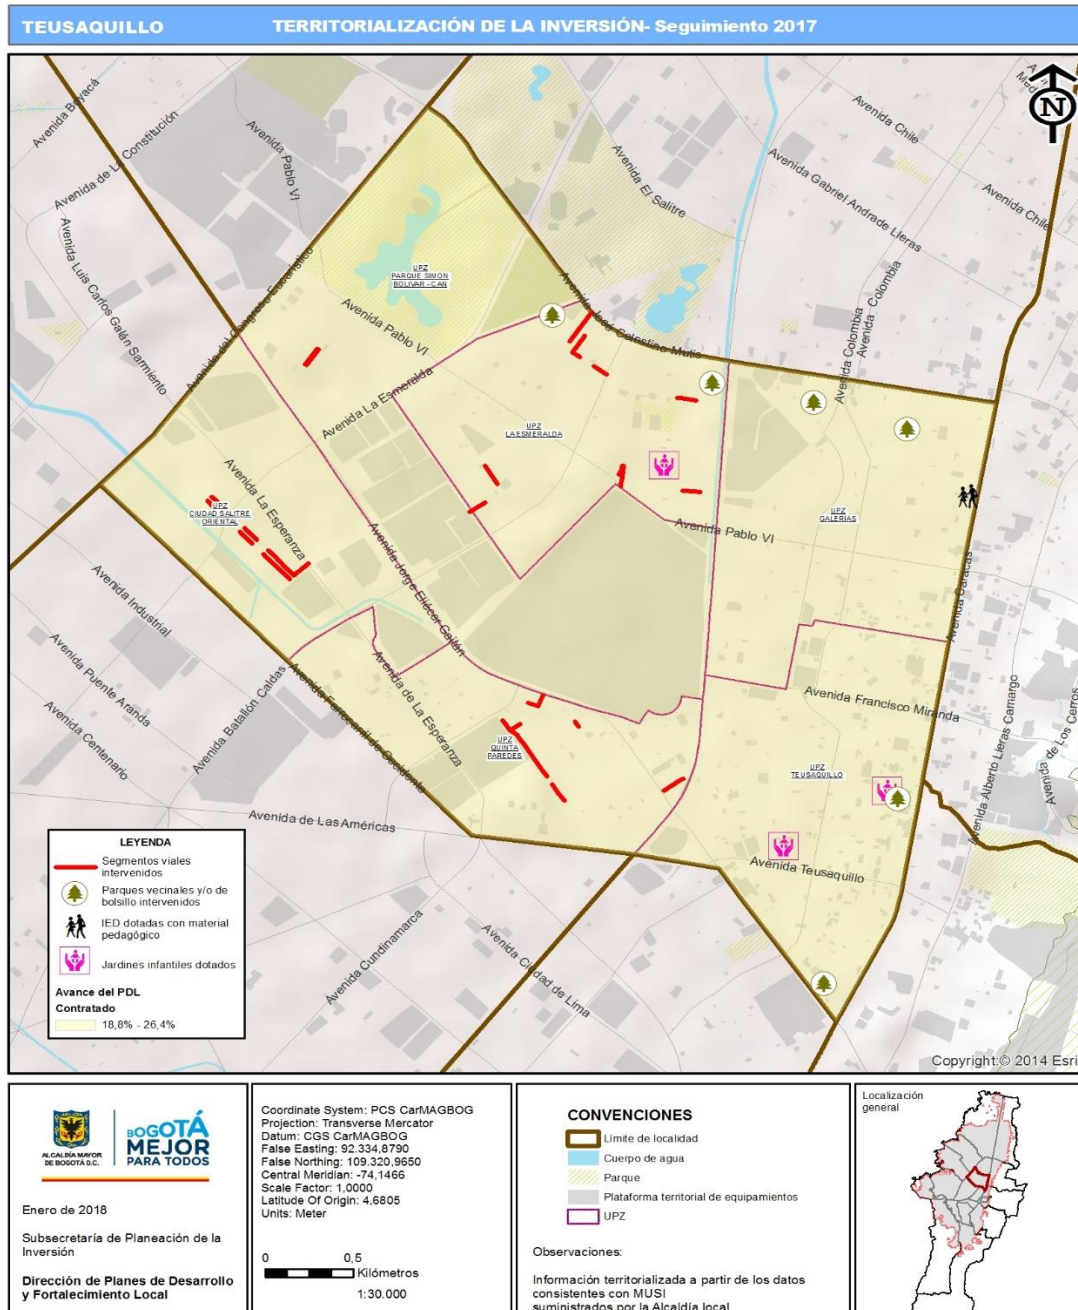 TEUSAQUILLO
TERRITORIALIZACIÓN DE LA INVERSIÓN- Seguimiento 2017
N
Avenida Boyacá
Avenida de La Constitución
Avenida Pablo VI
Avenida Luis Carlos Galán Sarmiento
Avenida del Congreso Eucarístico
Avenida El Salitre
Avenida Chile
Avenida Gabriel Andrade Lleras
Avenida Chile
Avenida Colombia
Avenida Colombia
UPZ
PARQUE SIMON
BOLIVAR - CAN
Avenida José Celestino Mutis
Avenida Pablo VI
Avenida La Esmeralda
UPZ
LA ESMERALDA
Avenida La Esperanza
UPZ
CIUDAD SALITRE
ORIENTAL
UPZ
GALERIAS
Avenida Pablo VI
Avenida Jorge Eliécer Gaitán
Avenida Caracas
Avenida Industrial
Avenida Puente Aranda
Avenida Centenario
Avenida Batallón Caldas
Avenida Ferrocarril de Occidente
Avenida de La Esperanza
Avenida Francisco Miranda
Avenida Alberto Lleras Camargo
Avenida de Los Cerros
UPZ
QUINTA
PAREDES
UPZ
TEUSAQUILLO
Avenida de Las Américas
Avenida Teusaquillo
Avenida Cundinamarca
Avenida Ciudad de Lima
LEYENDA
Segmentos viales
intervenidos
Parques vecinales y/o de
bolsillo intervenidos
IED dotadas con material
pedagógico
Jardines infantiles dotados
Avance del PDL
Contratado
18,8% - 26,4%
Copyright:© 2014 Esri
ALCALDÍA MAYOR
DE BOGOTÁ D.C.
BOGOTÁ
MEJOR
PARA TODOS
Enero de 2018
Subsecretaría de Planeación de la
Inversión
Dirección de Planes de Desarrollo
y Fortalecimiento Local
Coordinate System: PCS CarMAGBOG
Projection: Transverse Mercator
Datum: CGS CarMAGBOG
False Easting: 92.334,8790
False Northing: 109.320,9650
Central Meridian: -74,1466
Scale Factor: 1,0000
Latitude Of Origin: 4,6805
Units: Meter
0 0,5
Kilómetros
1:30.000
CONVENCIONES
Límite de localidad
Cuerpo de agua
Parque
Plataforma territorial de equipamientos
UPZ
Observaciones:
Información territorializada a partir de los datos
consistentes con MUSI
suministrados por la Alcaldía local
Localización
general